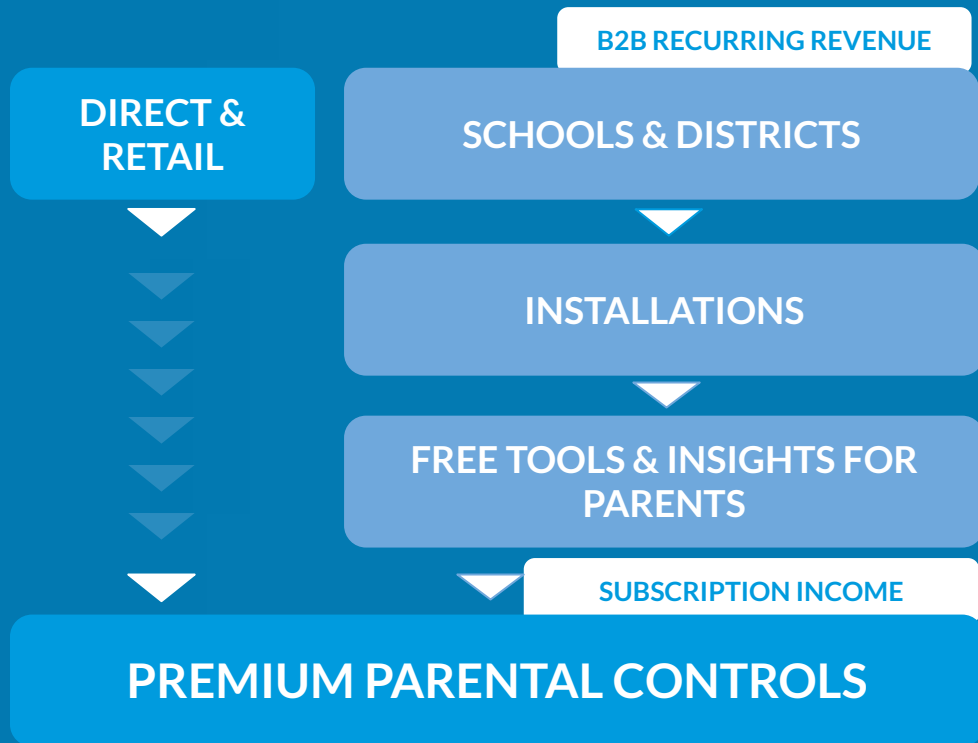 B2B RECURRING REVENUE
DIRECT &
RETAIL
SCHOOLS & DISTRICTS
INSTALLATIONS
FREE TOOLS & INSIGHTS FOR
PARENTS
SUBSCRIPTION INCOME
PREMIUM PARENTAL CONTROLS